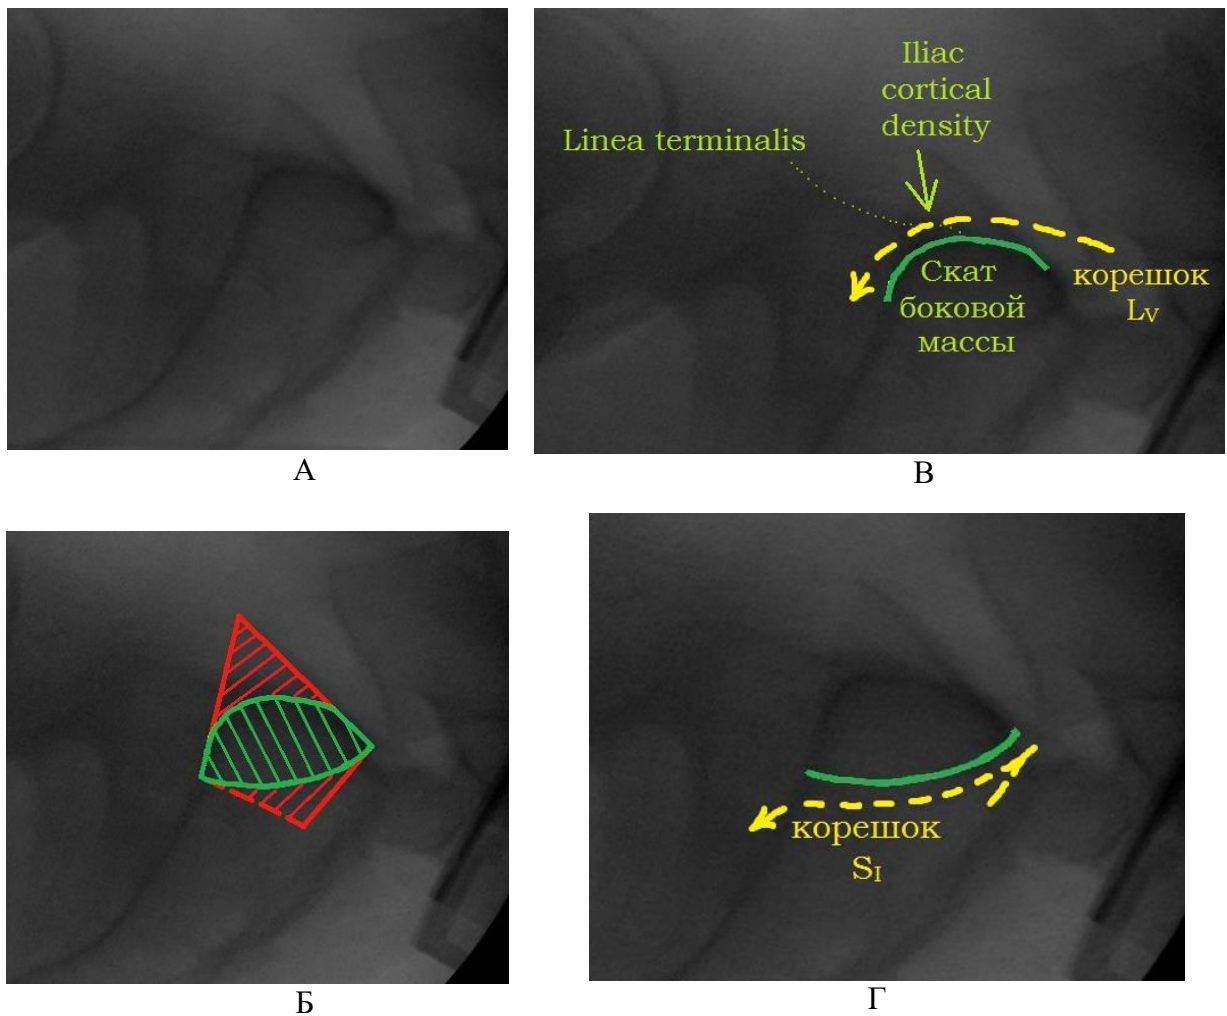 Iliac
cortical
density
Linea terminalis
Скат
боковой
массы
корешок
LV
А
В
корешок
SI
Б
Г